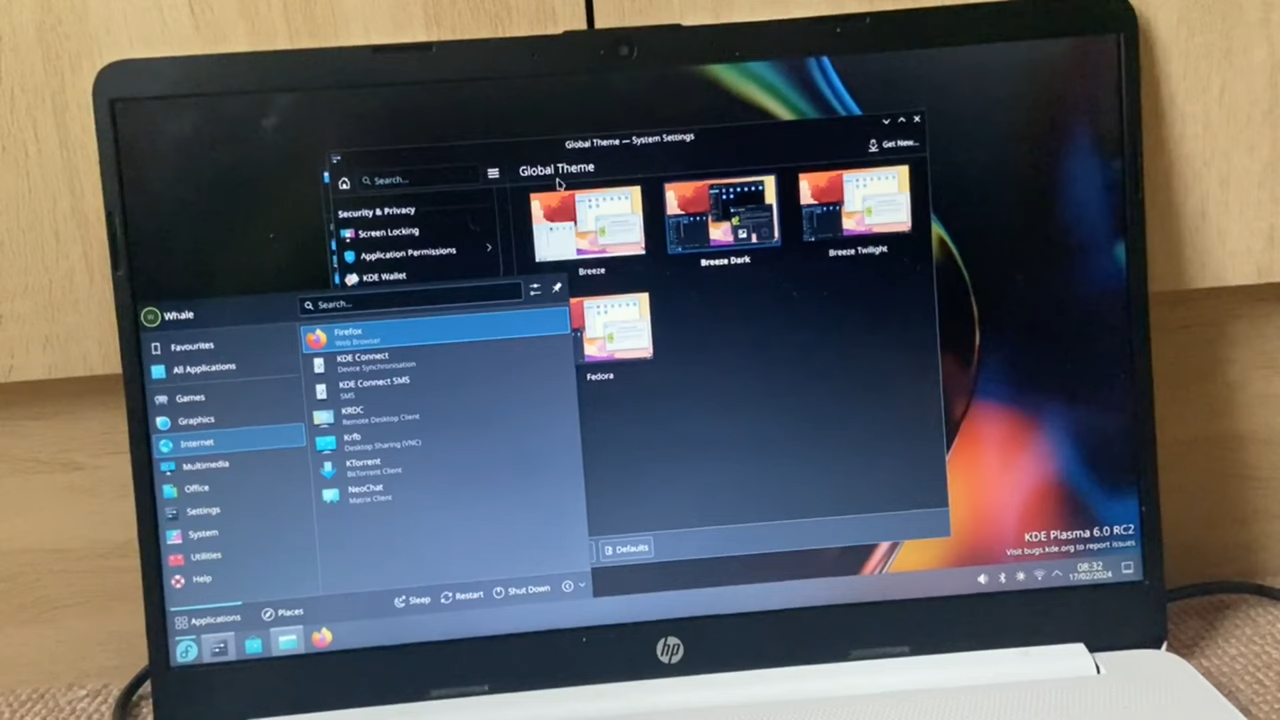 Global Theme — System Settings
Search...
Global Theme
Get New...
Security & Privacy
Screen Locking
Application Permissions
KDE Wallet
Breeze
Breeze Dark
Breeze Twilight
Fedora
Defaults
Whale
Search...
Favourites
All Applications
Games
Graphics
Internet
Multimedia
Office
Settings
System
Utilities
Help
Firefox
Web Browser
KDE Connect
Device Synchronisation
KDE Connect SMS
SMS
KRDC
Remote Desktop Client
Krfb
Desktop Sharing (VNC)
KTorrent
BitTorrent Client
NeoChat
Matrix Client
Applications
Places
Sleep
Restart
Shut Down
KDE Plasma 6.0 RC2
Visit bugs.kde.org to report issues
08:32
17/02/2024
hp